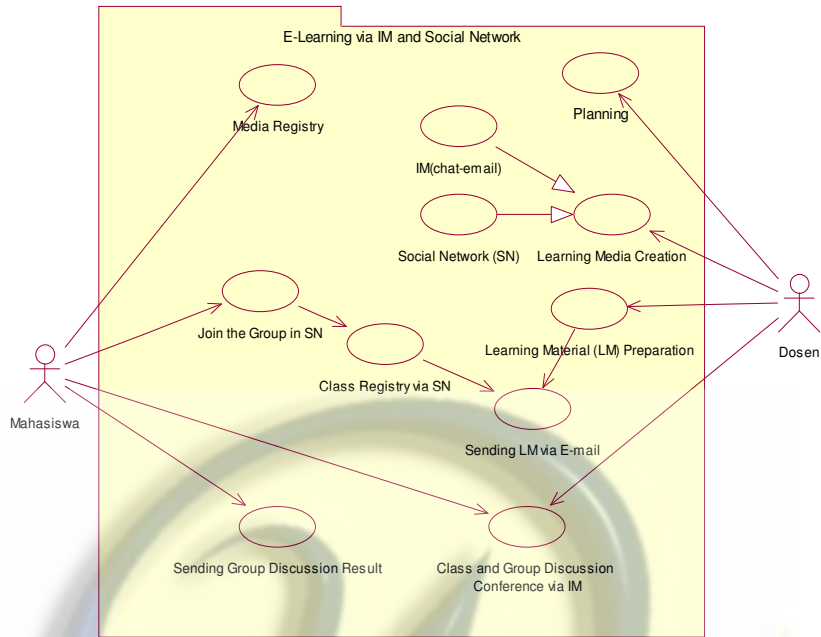 E-Learning via IM and Social Network
Media Registry
Planning
IM(chat-email)
Social Network (SN)
Learning Media Creation
Join the Group in SN
Learning Material (LM) Preparation
Class Registry via SN
Mahasiswa
Dosen
Sending LM via E-mail
Sending Group Discussion Result
Class and Group Discussion
Conference via IM